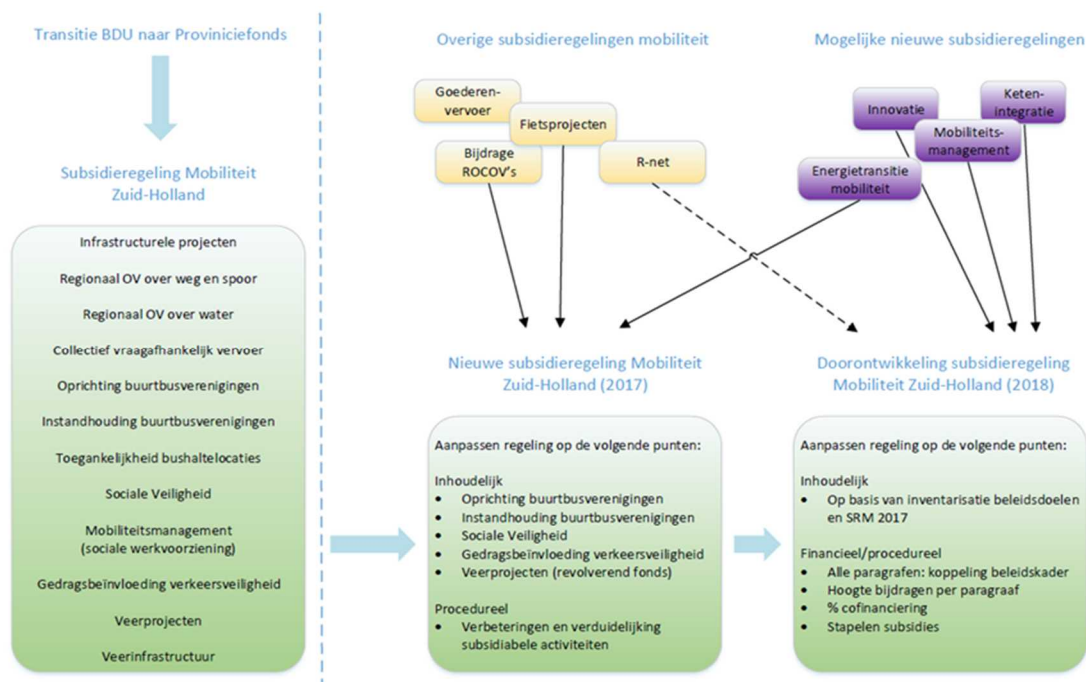 Transitie BDU naar Proviniciefonds
Subsidieregeling Mobiliteit
Zuid-Holland
Infrastructurele projecten
Regionaal OV over weg en spoor
Regionaal OV over water
Collectief vraagafhankelijk vervoer
Oprichting buurtbusverenigingen
Instandhouding buurtbusverenigingen
Toegankelijkheid bushaltelocaties
Sociale Veiligheid
Mobiliteitsmanagement
(sociale werkvoorziening)
Gedragsbeïnvloeding verkeersveiligheid
Veerprojecten
Veerinfrastructuur
Overige subsidieregelingen mobiliteit
Goederen-
vervoer
Fietsprojecten
Bijdrage
ROCOV's
R-net
Mogelijke nieuwe subsidieregelingen
Innovatie
Keten-
integratie
Mobiliteits-
management
Energietransitie
mobiliteit
Nieuwe subsidieregeling Mobiliteit
Zuid-Holland (2017)
Aanpassen regeling op de volgende punten:
Inhoudelijk
• Oprichting buurtbusverenigingen
• Instandhouding buurtbusverenigingen
• Sociale Veiligheid
• Gedragsbeïnvloeding verkeersveiligheid
• Veerprojecten (revolverend fonds)
Procedureel
• Verbeteringen en verduidelijking
subsidiabele activiteiten
Doorontwikkeling subsidieregeling
Mobiliteit Zuid-Holland (2018)
Aanpassen regeling op de volgende punten:
Inhoudelijk
• Op basis van inventarisatie beleidsdoelen
en SRM 2017
Financieel/procedureel
• Alle paragrafen: koppeling beleidskader
• Hoogte bijdragen per paragraaf
• % cofinanciering
• Stapelen subsidies